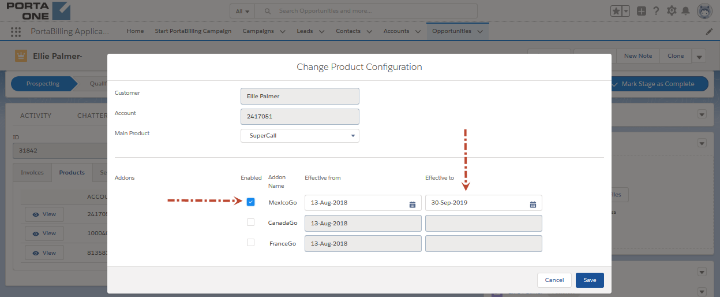 PORTA
ONE
All
Search Opportunities and more...
PortaBilling Applica...
Home Start PortaBilling Campaign Campaigns Leads Contacts Accounts Opportunities
Ellie Palmer-
New Note Clone
Change Product Configuration
Prospecting
Mark Stage as Complete
Customer Ellie Palmer
Account 2417081
Main Product SuperCall
ACTIVITY CHATTER
ID
31842
Invoices Products
Addons Enabled Addon Name Effective from Effective to
MexicoGo 13-Aug-2018 30-Sep-2019
CanadaGo 13-Aug-2018
FranceGo 13-Aug-2018
View
View
View
Cancel Save